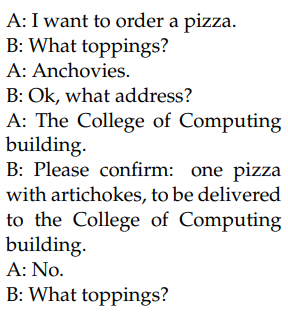 A: I want to order a pizza.
B: What toppings?
A: Anchovies.
B: Ok, what address?
A: The College of Computing
building.
B: Please confirm: one pizza
with artichokes, to be delivered
to the College of Computing
building.
A: No.
B: What toppings?